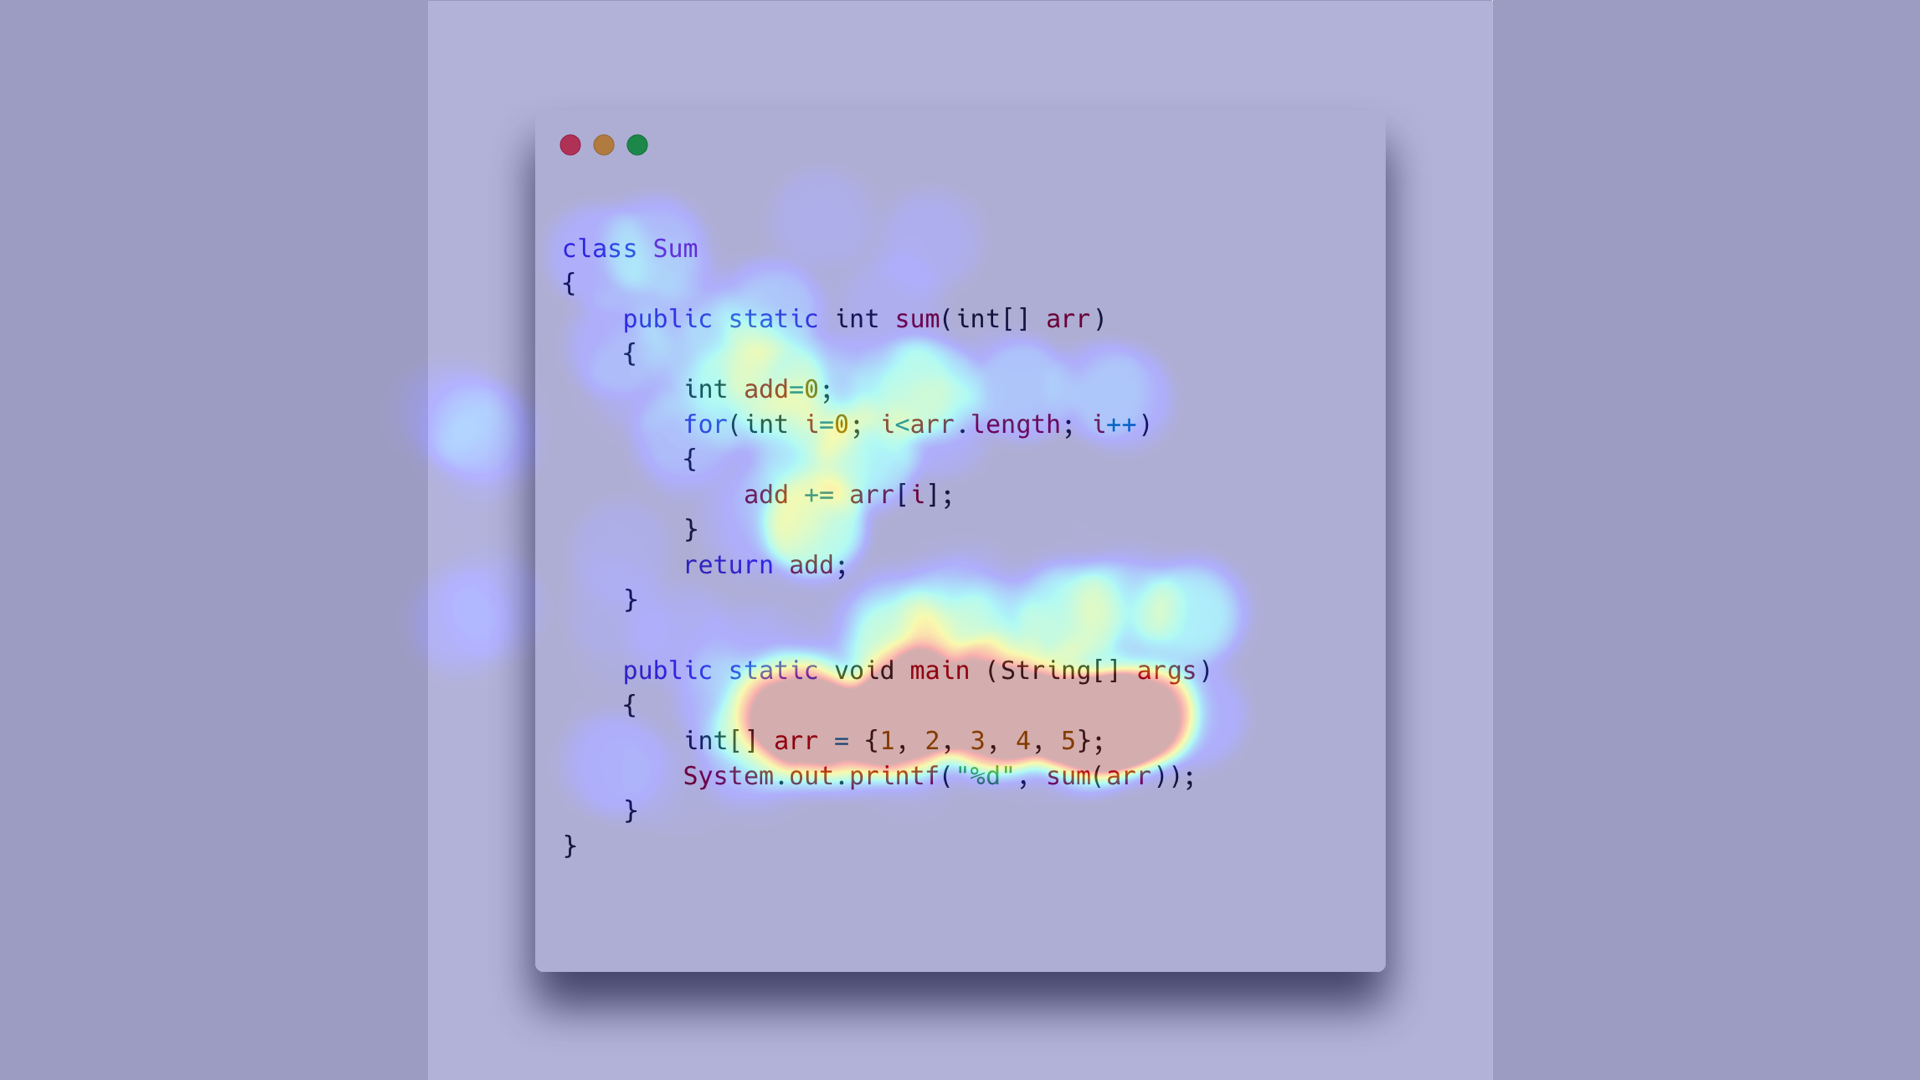 class Sum
{
    public static int sum(int[] arr)
    {
        int add=0;
        for(int i=0; i<arr.length; i++)
        {
            add += arr[i];
        }
        return add;
    }

    public static void main (String[] args)
    {
        int[] arr = {1, 2, 3, 4, 5};
        System.out.printf("%d", sum(arr));
    }
}